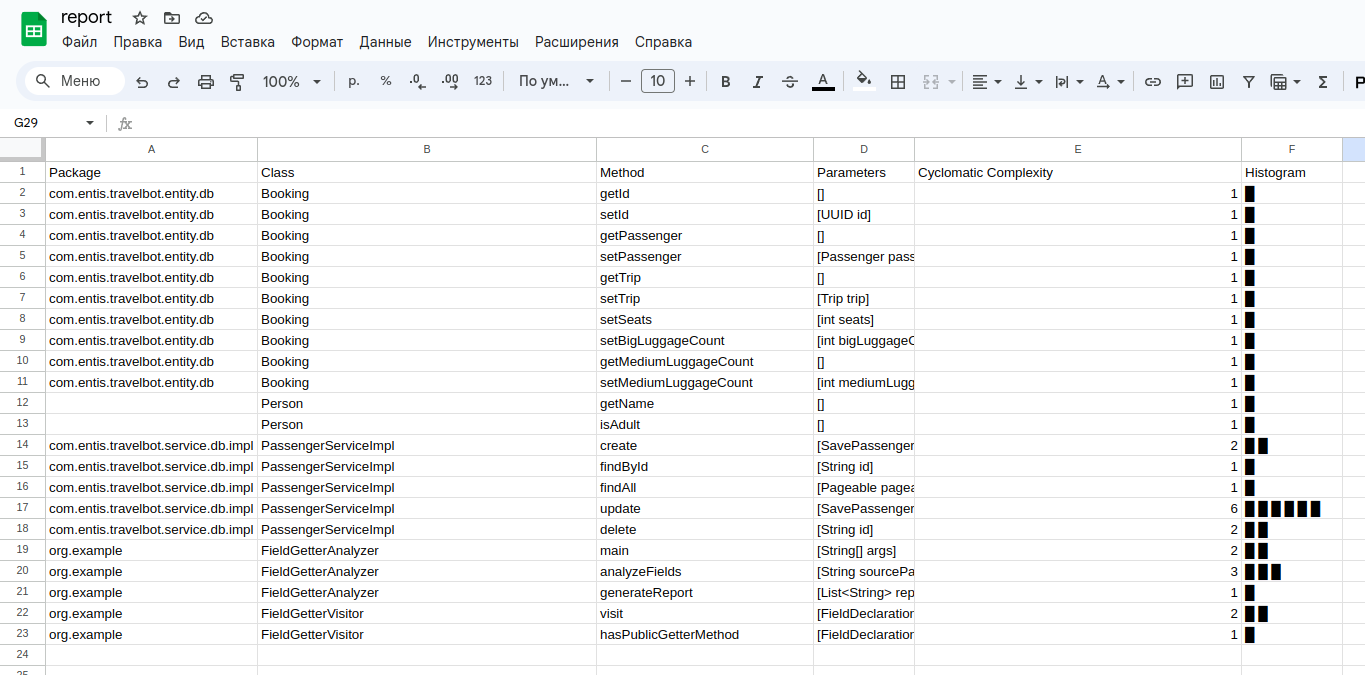 report
Файл Правка Вид Вставка Формат Данные Инструменты Расширения Справка
Меню 100% р. % .0 .00 123 По ум... 10 B I A Σ
G29 fx
A B C D E F
1 Package Class Method Parameters Cyclomatic Complexity Histogram
2 com.entis.travelbot.entity.db Booking getId [] 1 █
3 com.entis.travelbot.entity.db Booking setId [UUID id] 1 █
4 com.entis.travelbot.entity.db Booking getPassenger [] 1 █
5 com.entis.travelbot.entity.db Booking setPassenger [Passenger pass 1 █
6 com.entis.travelbot.entity.db Booking getTrip [] 1 █
7 com.entis.travelbot.entity.db Booking setTrip [Trip trip] 1 █
8 com.entis.travelbot.entity.db Booking setSeats [int seats] 1 █
9 com.entis.travelbot.entity.db Booking setBigLuggageCount [int bigLuggageC 1 █
10 com.entis.travelbot.entity.db Booking getMediumLuggageCount [] 1 █
11 com.entis.travelbot.entity.db Booking setMediumLuggageCount [int mediumLugg 1 █
12 Person getName [] 1 █
13 Person isAdult [] 1 █
14 com.entis.travelbot.service.db.impl PassengerServiceImpl create [SavePassenger 2 █ █
15 com.entis.travelbot.service.db.impl PassengerServiceImpl findById [String id] 1 █
16 com.entis.travelbot.service.db.impl PassengerServiceImpl findAll [Pageable pagea 1 █
17 com.entis.travelbot.service.db.impl PassengerServiceImpl update [SavePassenger 6 █ █ █ █ █ █
18 com.entis.travelbot.service.db.impl PassengerServiceImpl delete [String id] 2 █ █
19 org.example FieldGetterAnalyzer main [String[] args] 2 █ █
20 org.example FieldGetterAnalyzer analyzeFields [String sourcePa 3 █ █ █
21 org.example FieldGetterAnalyzer generateReport [List<String> rep 1 █
22 org.example FieldGetterVisitor visit [FieldDeclaration 2 █ █
23 org.example FieldGetterVisitor hasPublicGetterMethod [FieldDeclaration 1 █
24